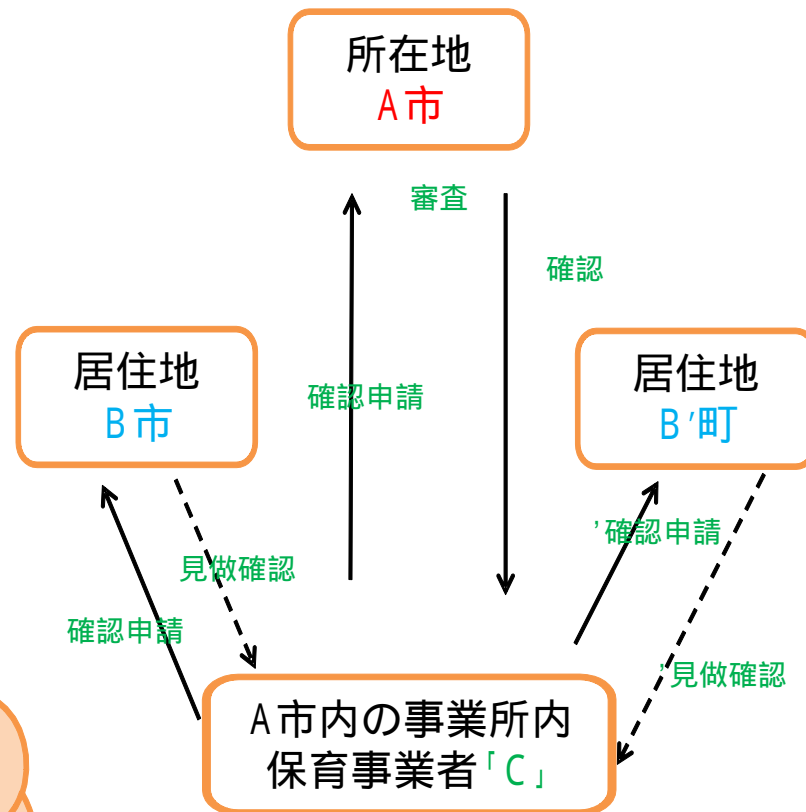 所在地
A市
審査
確認
居住地
B市
居住地
B′町
確認申請
’確認申請
見做確認
確認申請
’見做確認
A市内の事業所内
保育事業者「C」